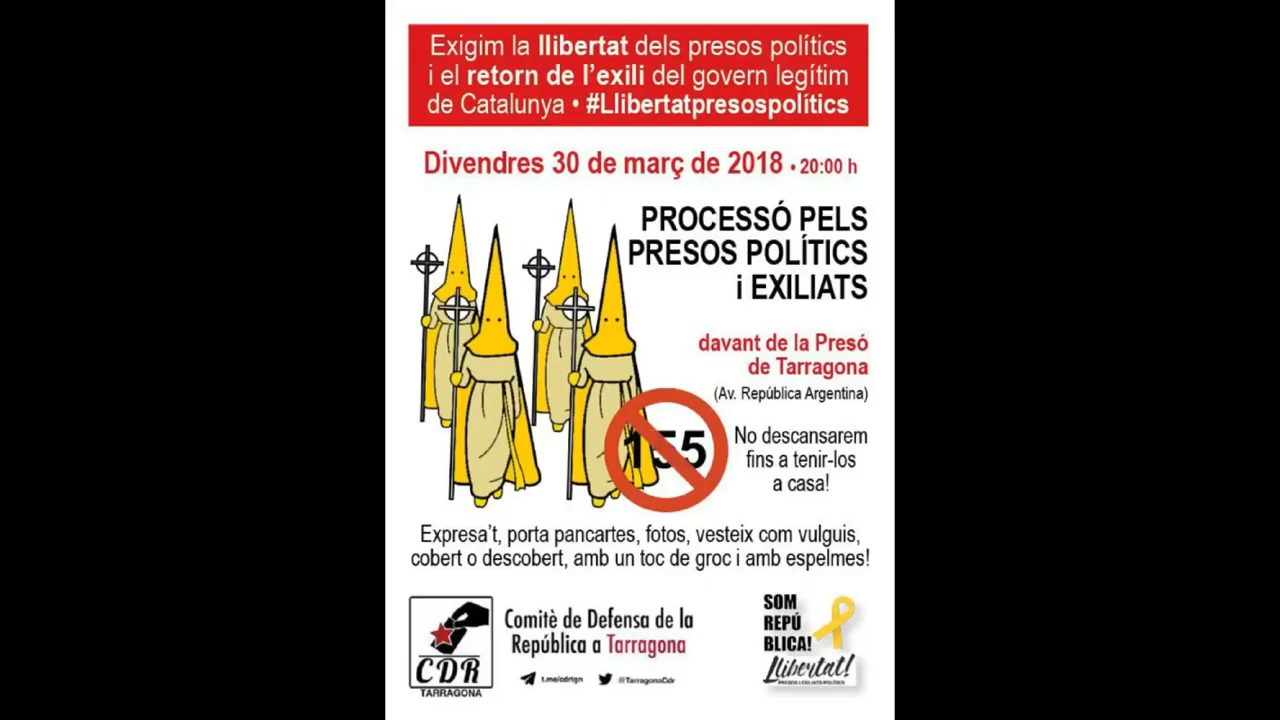 Exigim la llibertat dels presos polítics
i el retorn de l'exili del govern legítim
de Catalunya • #Llibertatpresospolítics
Divendres 30 de març de 2018 • 20:00 h
PROCESSÓ PELS
PRESOS POLÍTICS
i EXILIATS
davant de la Presó
de Tarragona
(Av. República Argentina)
155
No descansarem
fins a tenir-los
a casa!
Expresa't, porta pancartes, fotos, vesteix com vulguis,
cobert o descobert, amb un toc de groc i amb espelmes!
CDR
TARRAGONA
Comitè de Defensa de la
República a Tarragona
t.me/cdrtgn
@TarragonaCdr
SOM
REPÚ
BLICA!
Llibertat!
PRESOS I EXILIATS POLÍTICS